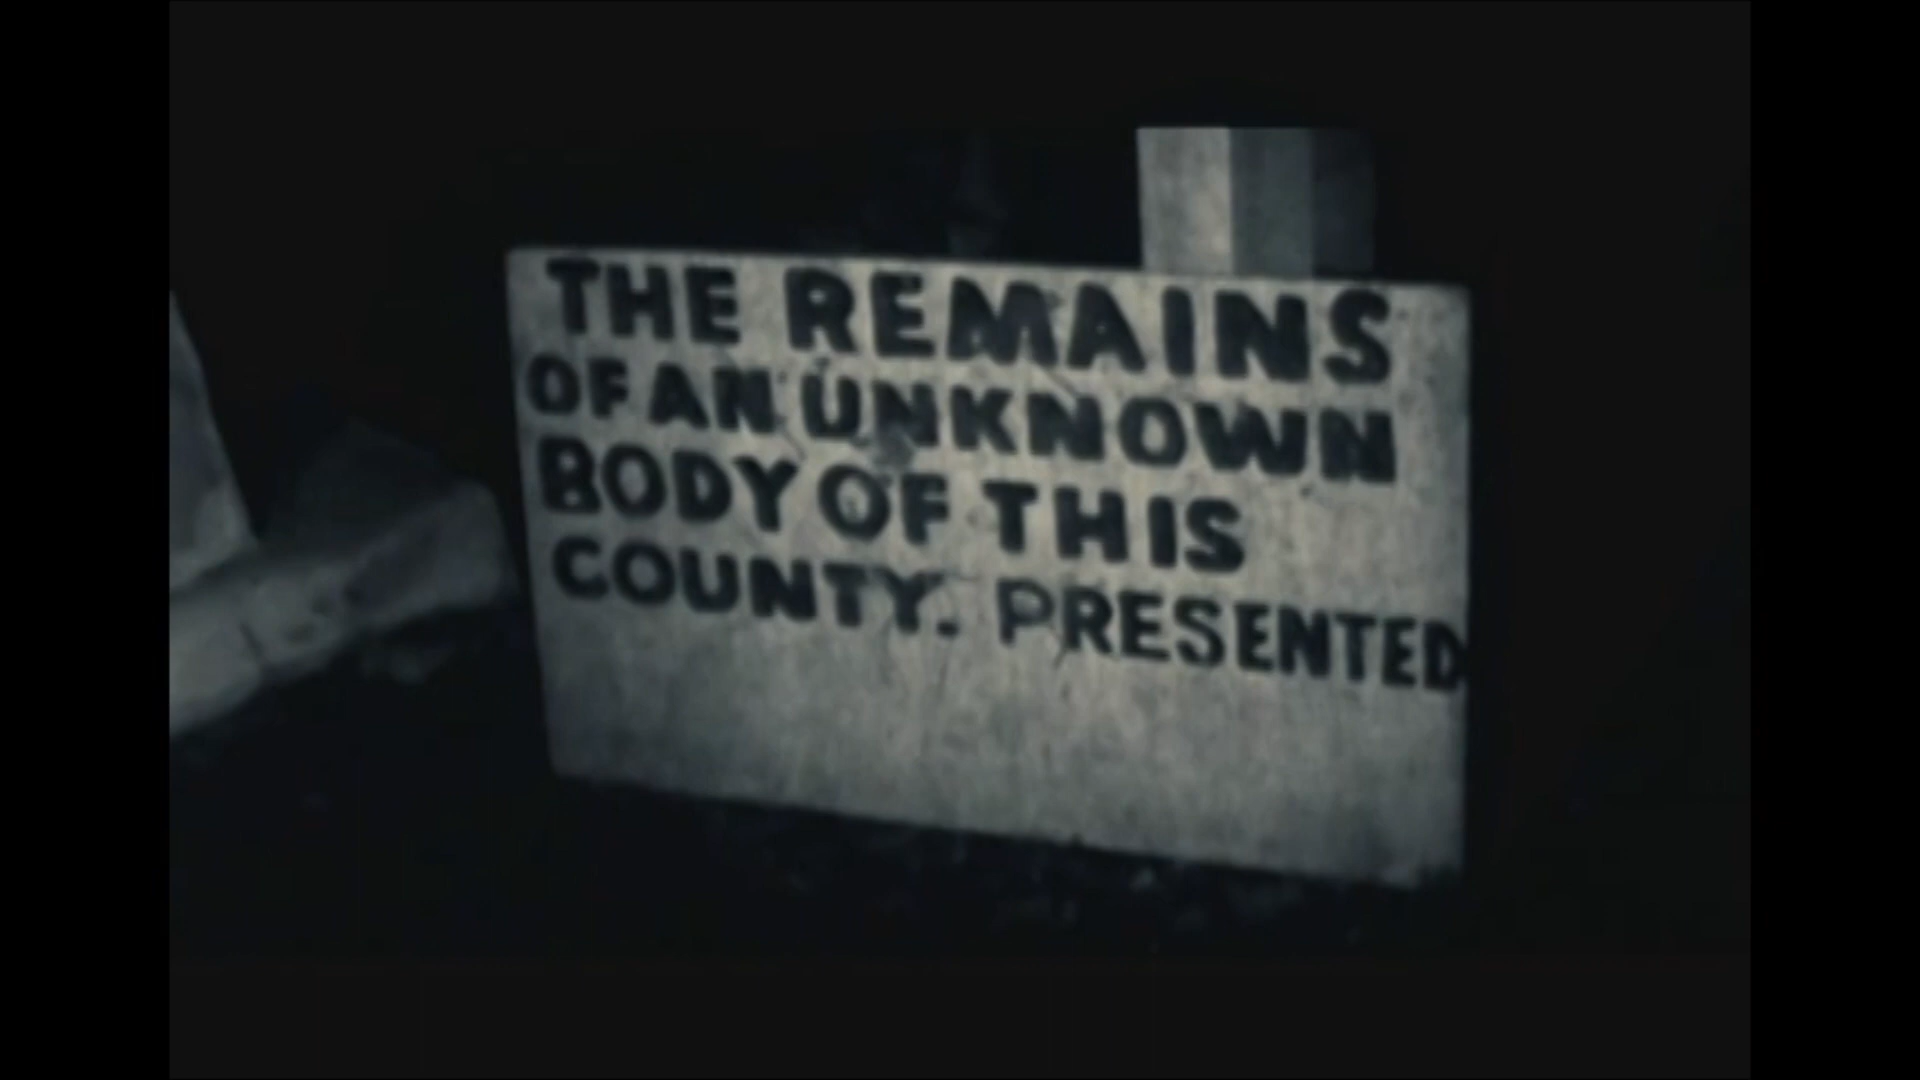 THE REMAINS
OF AN UNKNOWN
BODY OF THIS
COUNTY. PRESENTED